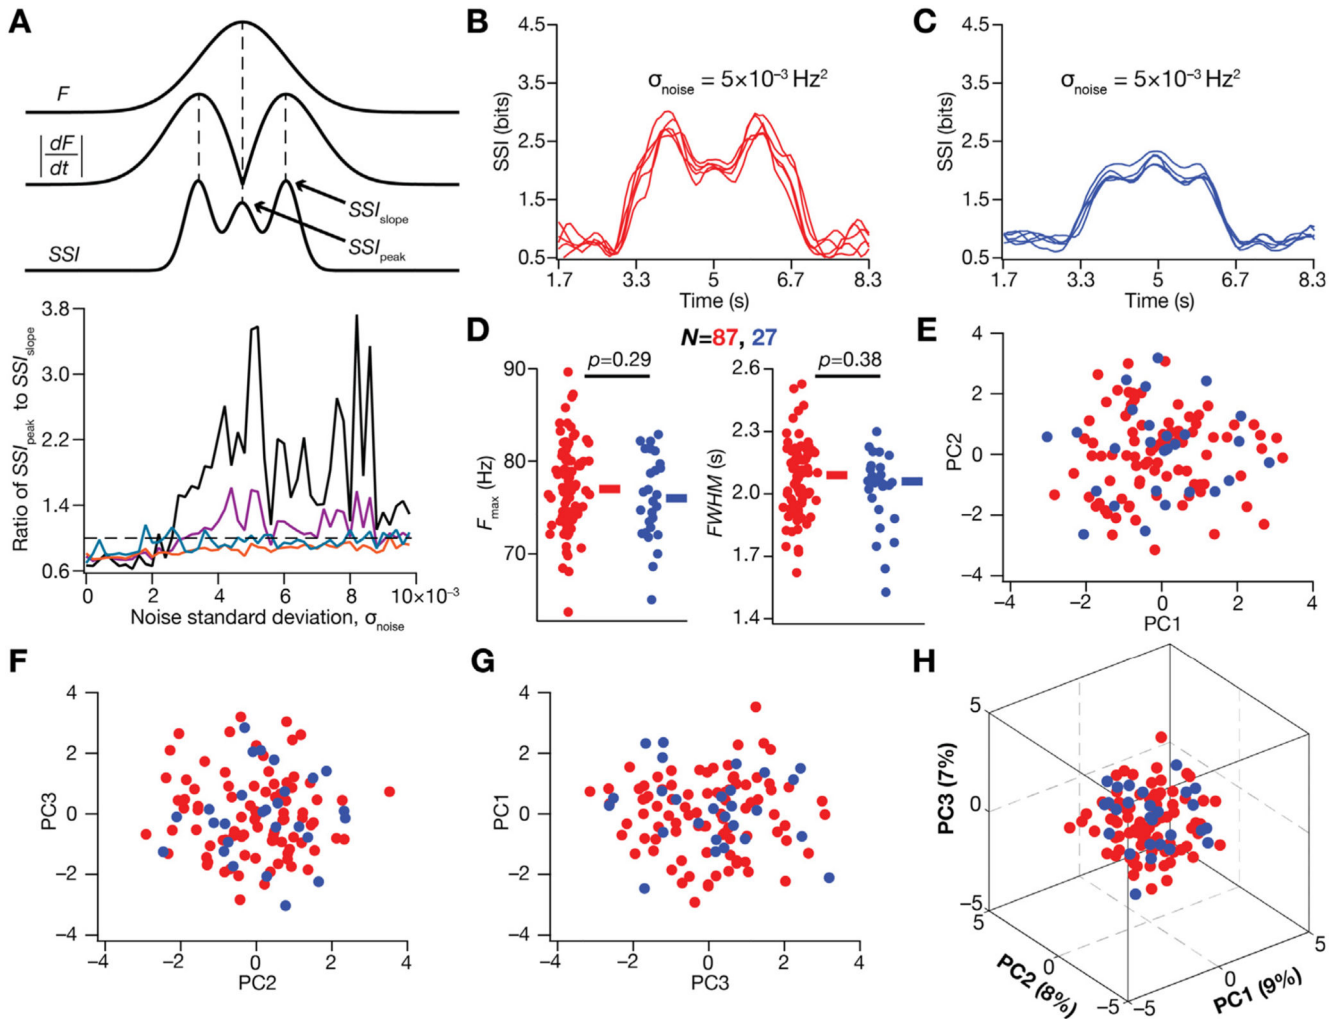 A
F
|dF/dt|
SSI
SSIslope
SSIpeak
Ratio of SSIpeak to SSIslope
3.8
3.0
2.2
1.4
0.6
0 2 4 6 8 10×10⁻³
Noise standard deviation, σnoise
B
SSI (bits)
4.5
3.5
2.5
1.5
0.5
σnoise = 5×10⁻³ Hz²
1.7 3.3 5 6.7 8.3
Time (s)
C
SSI (bits)
4.5
3.5
2.5
1.5
0.5
σnoise = 5×10⁻³ Hz²
1.7 3.3 5 6.7 8.3
Time (s)
D
N=87, 27
Fmax (Hz)
90
80
70
p=0.29
FWHM (s)
2.6
2.3
2.0
1.7
1.4
p=0.38
E
PC2
4
2
0
−2
−4
−4 −2 0 2 4
PC1
F
PC3
4
2
0
−2
−4
−4 −2 0 2 4
PC2
G
PC1
4
2
0
−2
−4
−4 −2 0 2 4
PC3
H
PC3 (7%)
5
0
−5
5
0
−5
PC2 (8%)
−5
0
5
PC1 (9%)